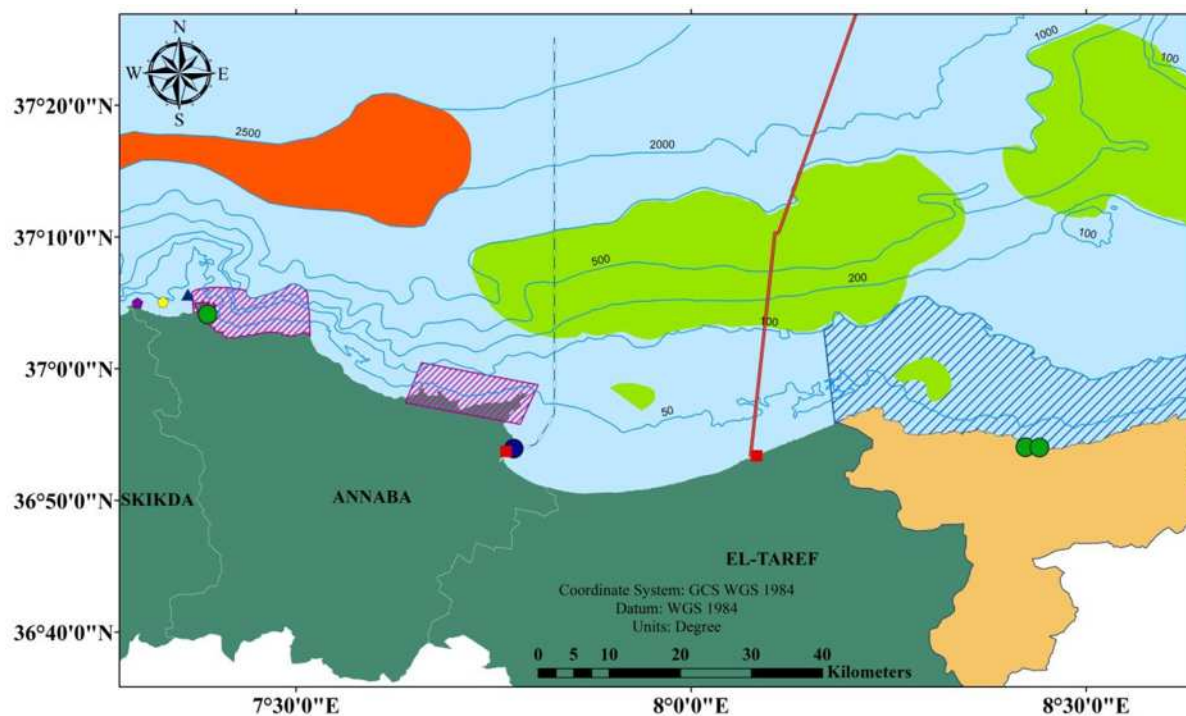 N
W E
S
1000
100
37°20'0"N
2500
2000
37°10'0"N
100
500
200
100
37°0'0"N
50
36°50'0"N
SKIKDA
ANNABA
EL-TAREF
Coordinate System: GCS WGS 1984
Datum: WGS 1984
Units: Degree
36°40'0"N
0 5 10 20 30 40
Kilometers
7°30'0"E 8°0'0"E 8°30'0"E